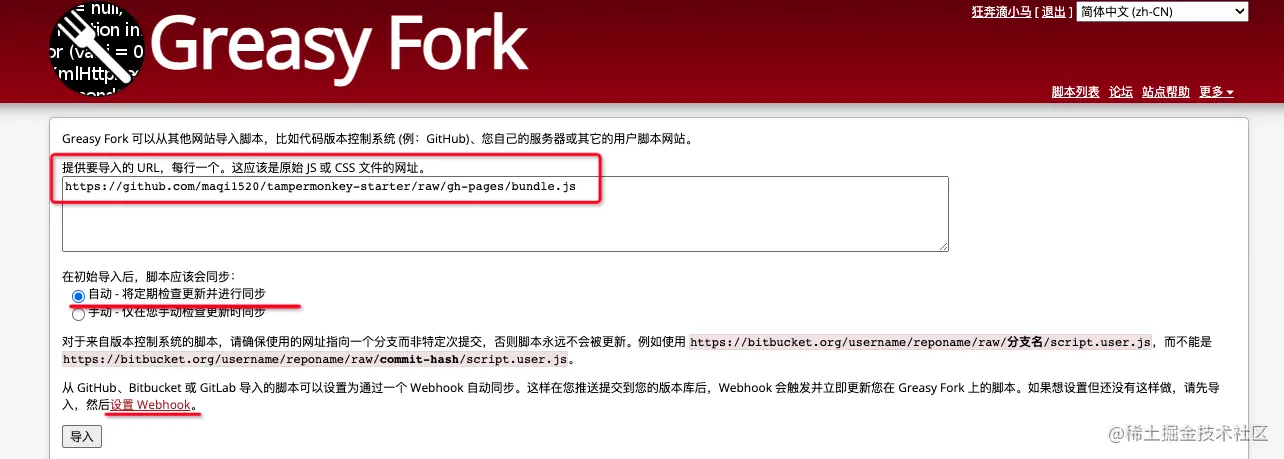 = null,
ction in
or (va i = 0
XmlHttp
Greasy Fork
狂奔滴小马 [ 退出 ] 简体中文 (zh-CN)
脚本列表 论坛 站点帮助 更多
Greasy Fork 可以从其他网站导入脚本，比如代码版本控制系统 (例：GitHub)、您自己的服务器或其它的用户脚本网站。
提供要导入的 URL，每行一个。这应该是原始 JS 或 CSS 文件的网址。
https://github.com/maqi1520/tampermonkey-starter/raw/gh-pages/bundle.js
在初始导入后，脚本应该会同步：
自动 - 将定期检查更新并进行同步
手动 - 仅在您手动检查更新时同步
对于来自版本控制系统的脚本，请确保使用的网址指向一个分支而非特定次提交，否则脚本永远不会被更新。例如使用 https://bitbucket.org/username/reponame/raw/分支名/script.user.js，而不能是
https://bitbucket.org/username/reponame/raw/commit-hash/script.user.js。
从 GitHub、Bitbucket 或 GitLab 导入的脚本可以设置为通过一个 Webhook 自动同步。这样在您推送提交到您的版本库后，Webhook 会触发并立即更新您在 Greasy Fork 上的脚本。如果想设置但还没有这样做，请先导
入，然后设置 Webhook。
导入
@稀土掘金技术社区